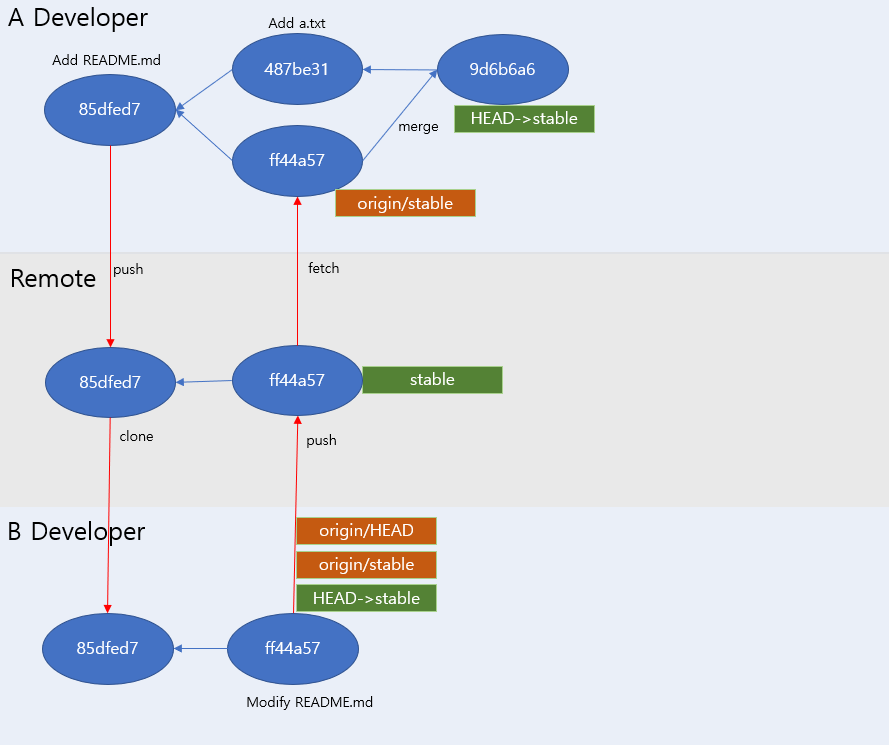 A Developer
Add a.txt
Add README.md
487be31
9d6b6a6
85dfed7
HEAD->stable
merge
ff44a57
origin/stable
push
fetch
Remote
85dfed7
ff44a57
stable
clone
push
B Developer
origin/HEAD
origin/stable
HEAD->stable
85dfed7
ff44a57
Modify README.md